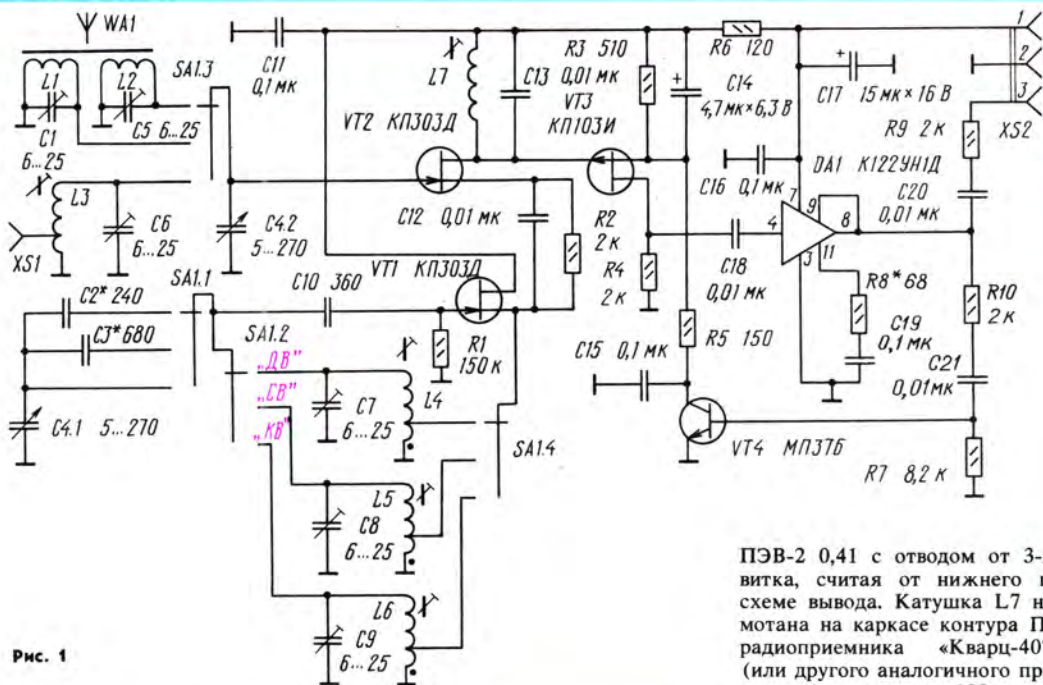 WA1
L1
L2
C1
6...25
C5 6...25
SA1.3
C11
0,1 мк
L7
C13
R3 510
0,01 мк
VT3
КП103И
VT2 КП303Д
R6 120
C14
4,7 мк×6,3 В
C17 15 мк×16 В
1
2
3
XS2
R9 2 к
DA1 К122УН1Д
C20
0,01 мк
C16 0,1 мк
7
9
4
8
3
11
L3
XS1
C6
6...25
C4.2
5...270
C12 0,01 мк
R2
2 к
R4
2 к
C18
0,01 мк
R8* 68
C19
0,1 мк
R10
2 к
C21
0,01 мк
SA1.1
C10 360
VT1 КП303Д
C2* 240
C3* 680
SA1.2
R1
150 к
R5 150
C15 0,1 мк
C4.1 5...270
„ДВ"
„СВ"
„КВ"
C7
6...25
L4
SA1.4
VT4 МП37Б
R7 8,2 к
L5
C8
6...25
L6
C9
6...25
Рис. 1
ПЭВ-2 0,41 с отводом от 3-
витка, считая от нижнего
схеме вывода. Катушка L7 н
мотана на каркасе контура П
радиоприемника «Кварц-40
(или другого аналогичного пр